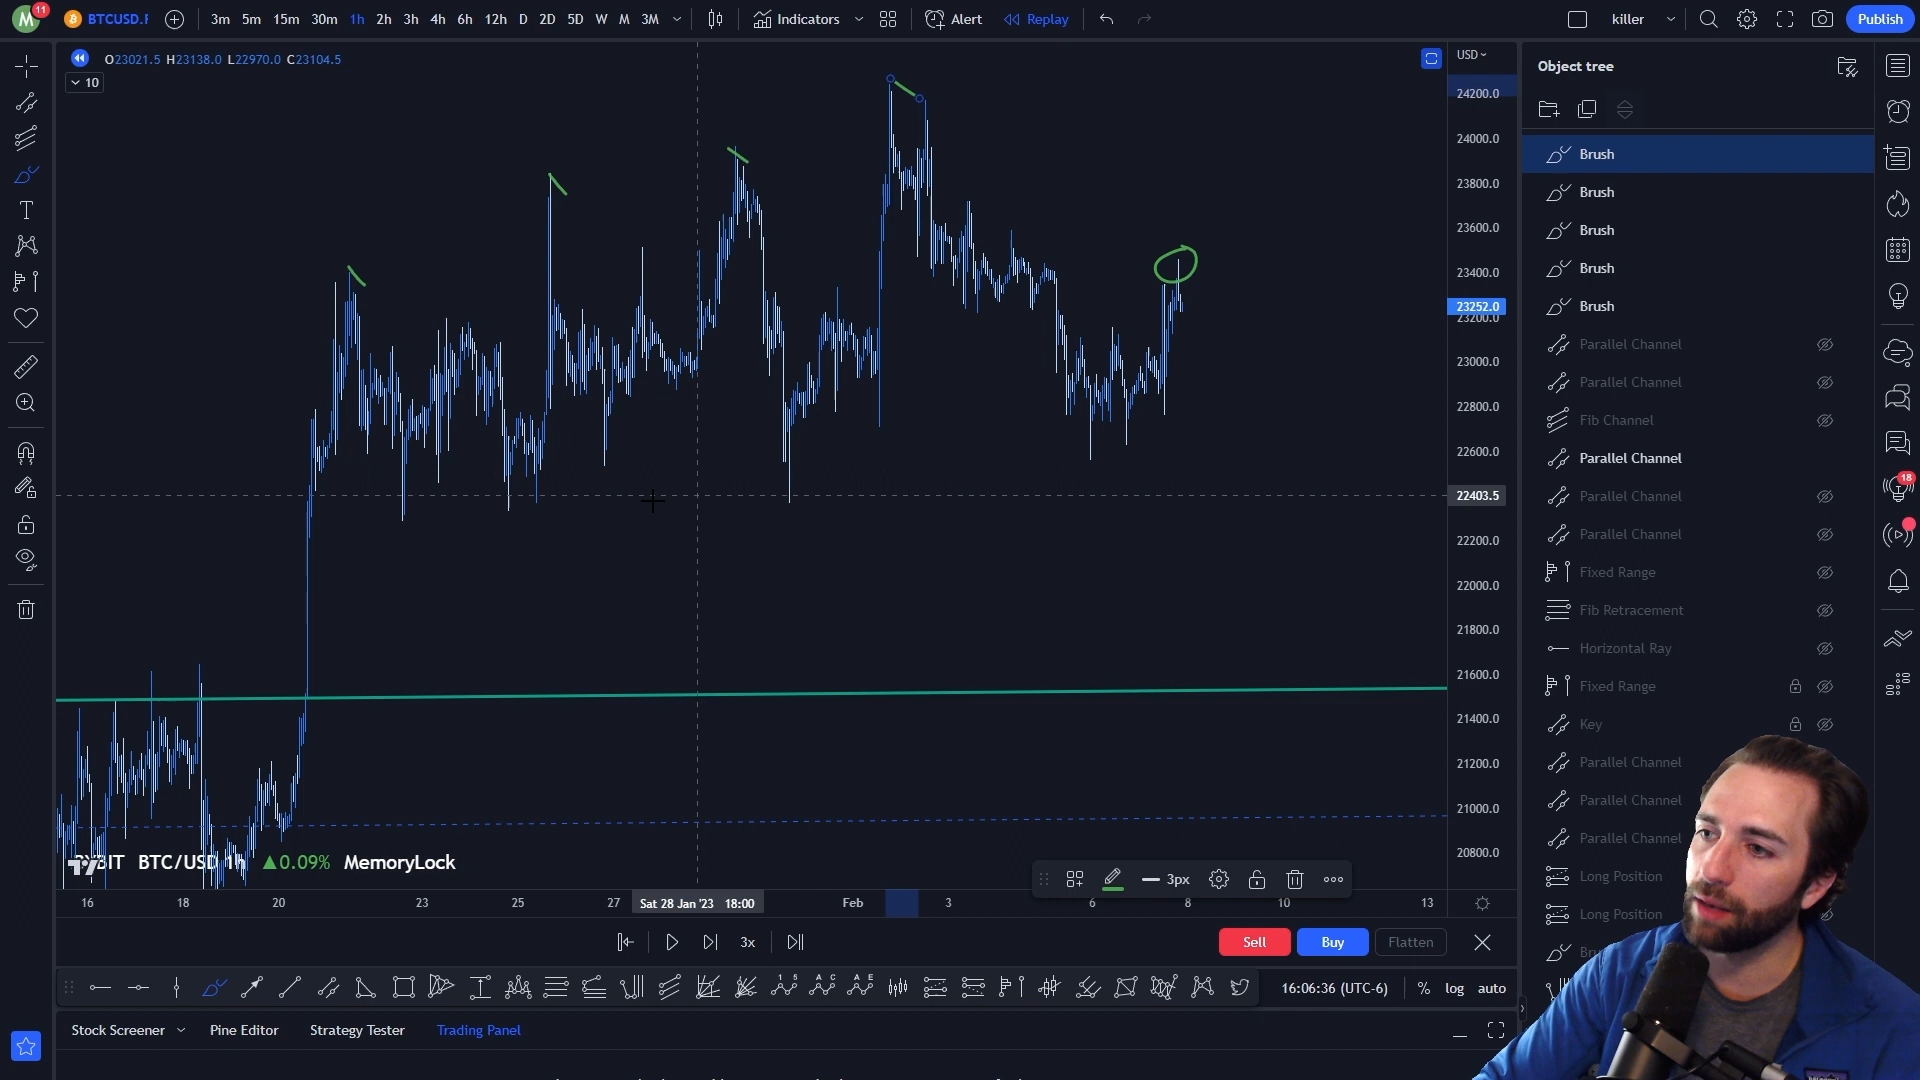 M 11 BTCUSD.F 3m 5m 15m 30m 1h 2h 3h 4h 6h 12h D 2D 5D W M 3M Indicators Alert Replay killer Publish
O23021.5 H23138.0 L22970.0 C23104.5
10
USD
24200.0
24000.0
23800.0
23600.0
23400.0
23252.0
23200.0
23000.0
22800.0
22600.0
22403.5
22200.0
22000.0
21800.0
21600.0
21400.0
21200.0
21000.0
20800.0
Object tree
Brush
Brush
Brush
Brush
Brush
Parallel Channel
Parallel Channel
Fib Channel
Parallel Channel
Parallel Channel
Parallel Channel
Fixed Range
Fib Retracement
Horizontal Ray
Fixed Range
Key
Parallel Channel
Parallel Channel
Parallel Channel
Long Position
Long Position
18
BTC/USD 1h ▲0.09% MemoryLock
3px
16 18 20 23 25 27 Sat 28 Jan '23 18:00 Feb 3 6 8 10 13
3x Sell Buy Flatten
16:06:36 (UTC-6) % log auto
Stock Screener Pine Editor Strategy Tester Trading Panel